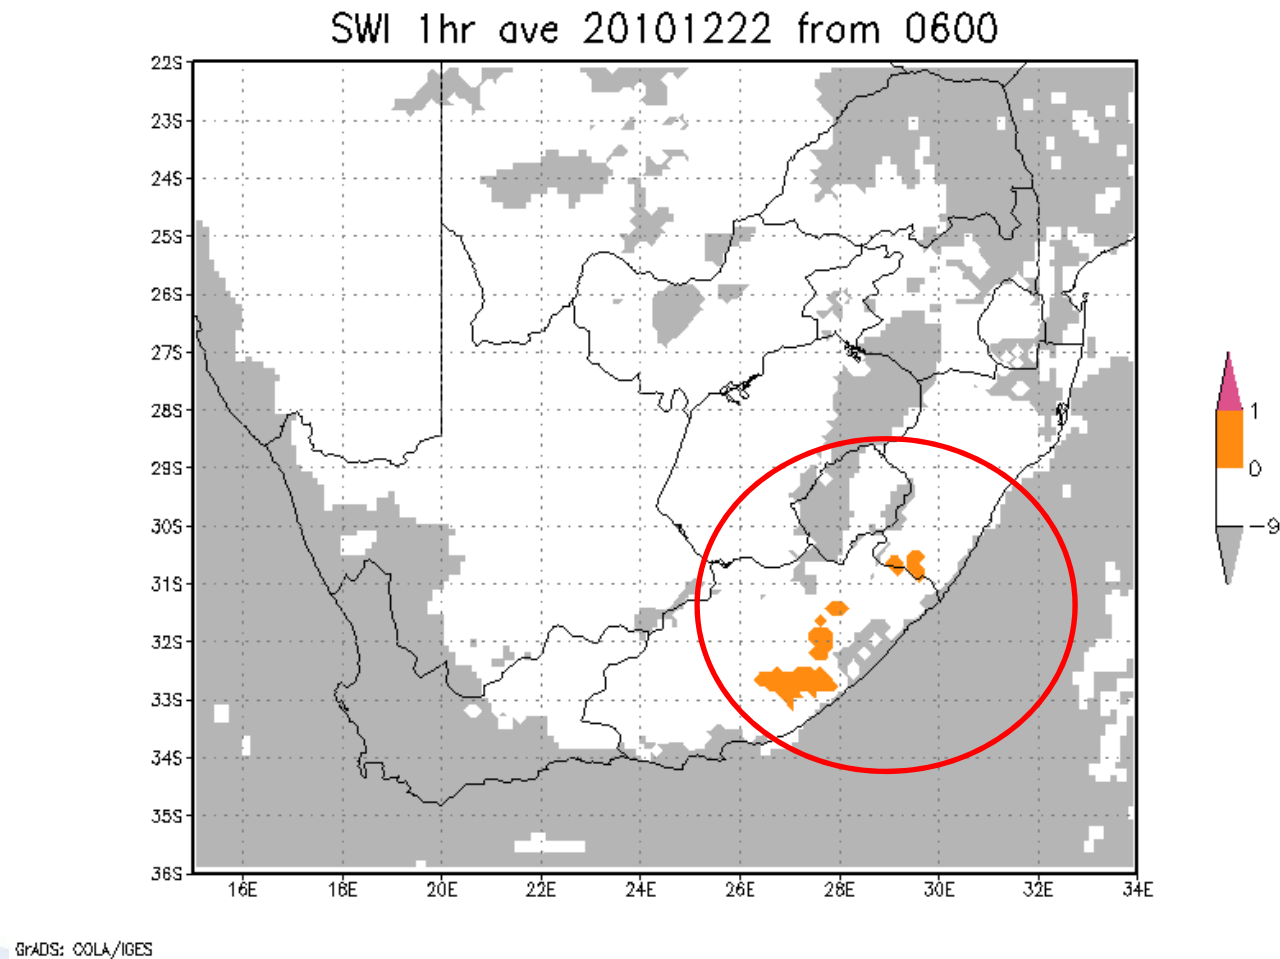 SWI 1hr ave 20101222 from 0600
22S
23S
24S
25S
26S
27S
28S
29S
30S
31S
32S
33S
34S
35S
36S
16E
18E
20E
22E
24E
26E
28E
30E
32E
34E
1
0
-9
GrADS: COLA/IGES